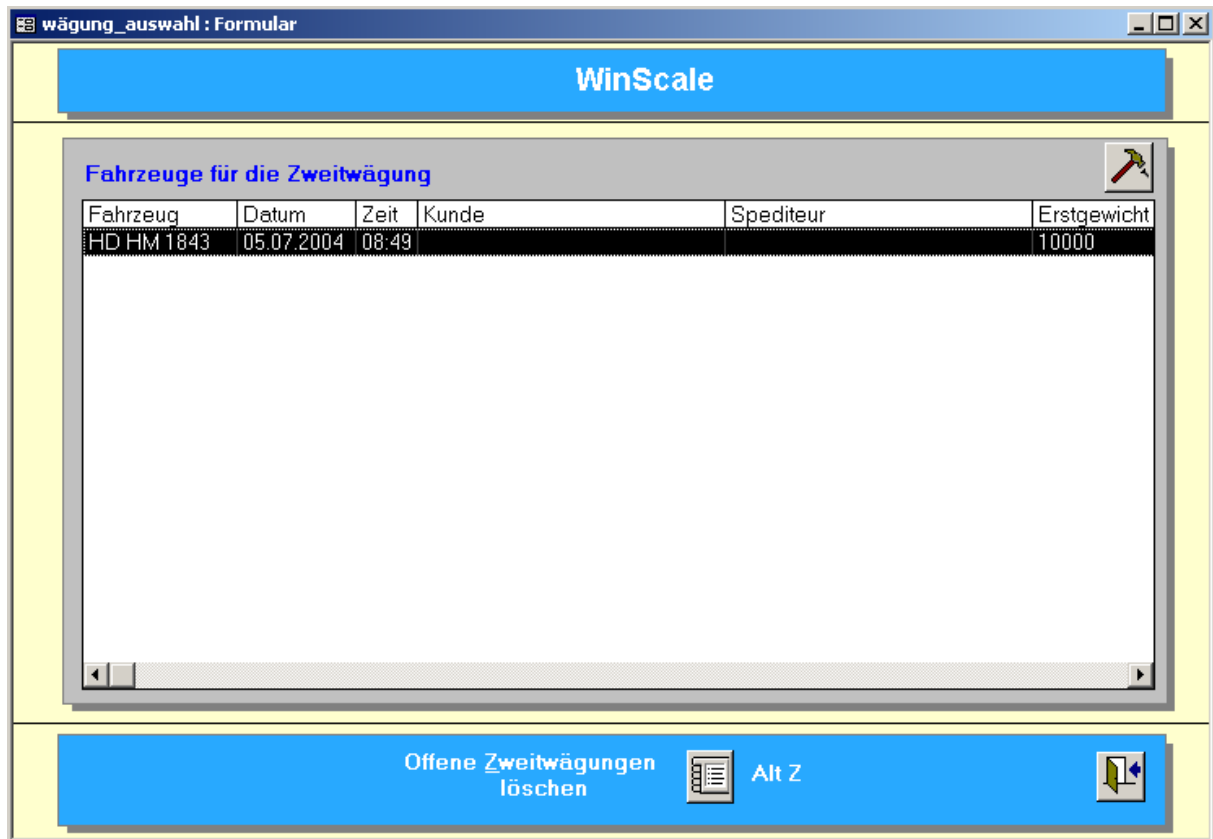 wägung_auswahl : Formular
WinScale
Fahrzeuge für die Zweitwägung
Fahrzeug Datum Zeit Kunde Spediteur Erstgewicht
HD HM 1843 05.07.2004 08:49 10000
Offene Zweitwägungen
löschen
Alt Z